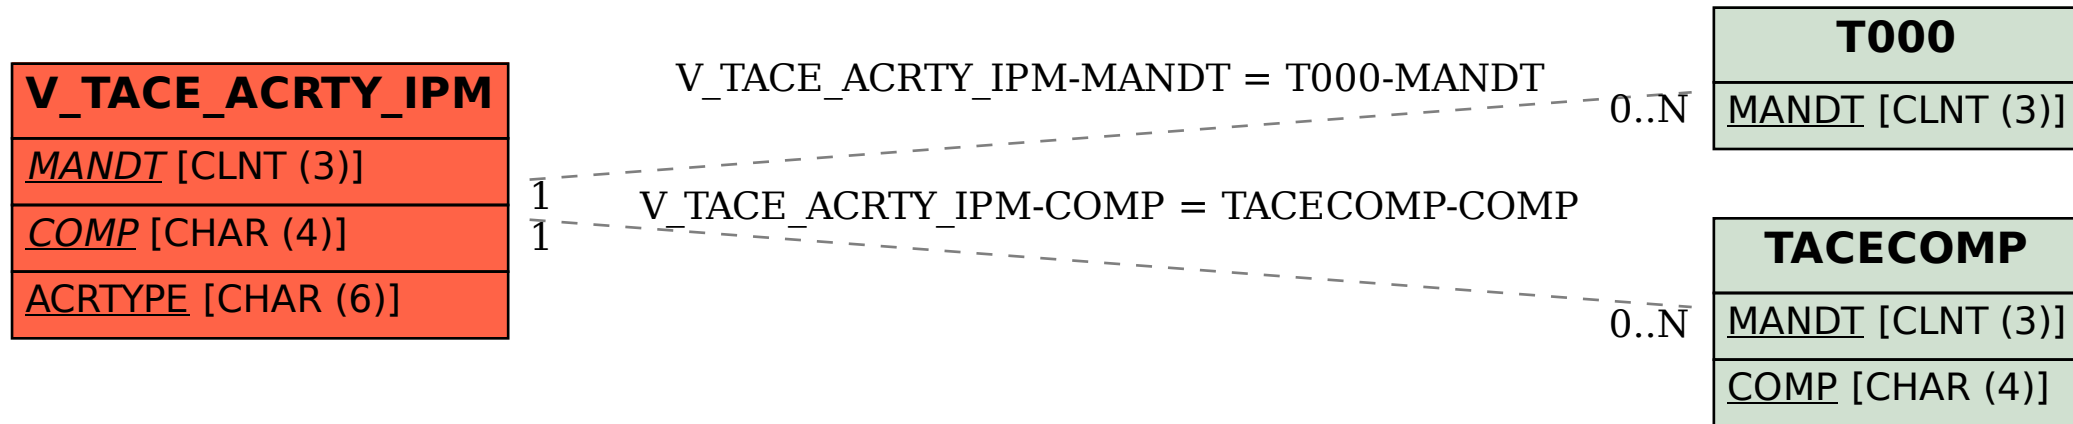 V_TACE_ACRTY_IPM
MANDT [CLNT (3)]
COMP [CHAR (4)]
ACRTYPE [CHAR (6)]
V_TACE_ACRTY_IPM-MANDT = T000-MANDT
0..N
1
V_TACE_ACRTY_IPM-COMP = TACECOMP-COMP
1
0..N
T000
MANDT [CLNT (3)]
TACECOMP
MANDT [CLNT (3)]
COMP [CHAR (4)]